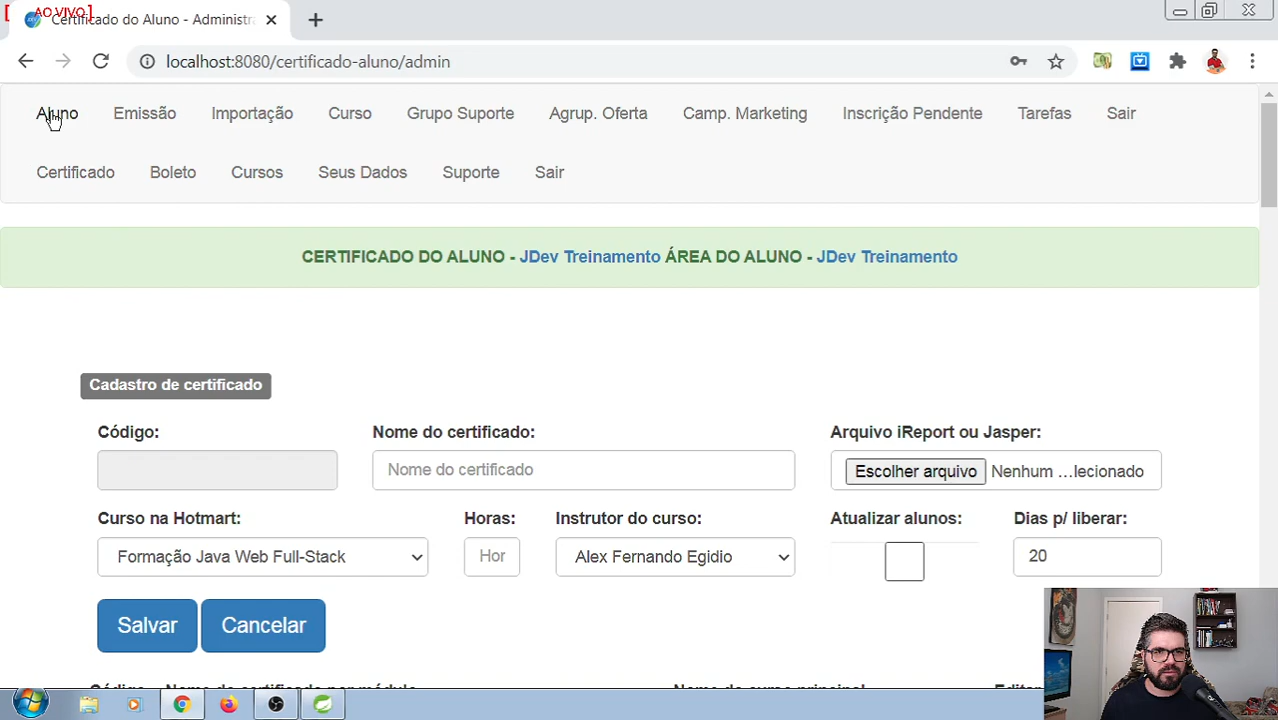 [ AO VIVO]
Certificado do Aluno - Administra
localhost:8080/certificado-aluno/admin
Aluno Emissão Importação Curso Grupo Suporte Agrup. Oferta Camp. Marketing Inscrição Pendente Tarefas Sair
Certificado Boleto Cursos Seus Dados Suporte Sair
CERTIFICADO DO ALUNO - JDev Treinamento ÁREA DO ALUNO - JDev Treinamento
Cadastro de certificado
Código: Nome do certificado: Arquivo iReport ou Jasper:
Nome do certificado Escolher arquivo Nenhum ...lecionado
Curso na Hotmart: Horas: Instrutor do curso: Atualizar alunos: Dias p/ liberar:
Formação Java Web Full-Stack Hor Alex Fernando Egidio 20
Salvar Cancelar